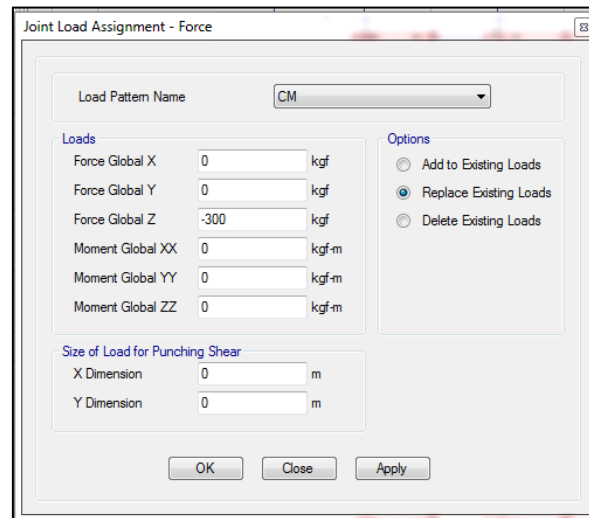 Joint Load Assignment - Force
Load Pattern Name CM
Loads
Force Global X 0 kgf
Force Global Y 0 kgf
Force Global Z -300 kgf
Moment Global XX 0 kgf-m
Moment Global YY 0 kgf-m
Moment Global ZZ 0 kgf-m
Options
Add to Existing Loads
Replace Existing Loads
Delete Existing Loads
Size of Load for Punching Shear
X Dimension 0 m
Y Dimension 0 m
OK Close Apply